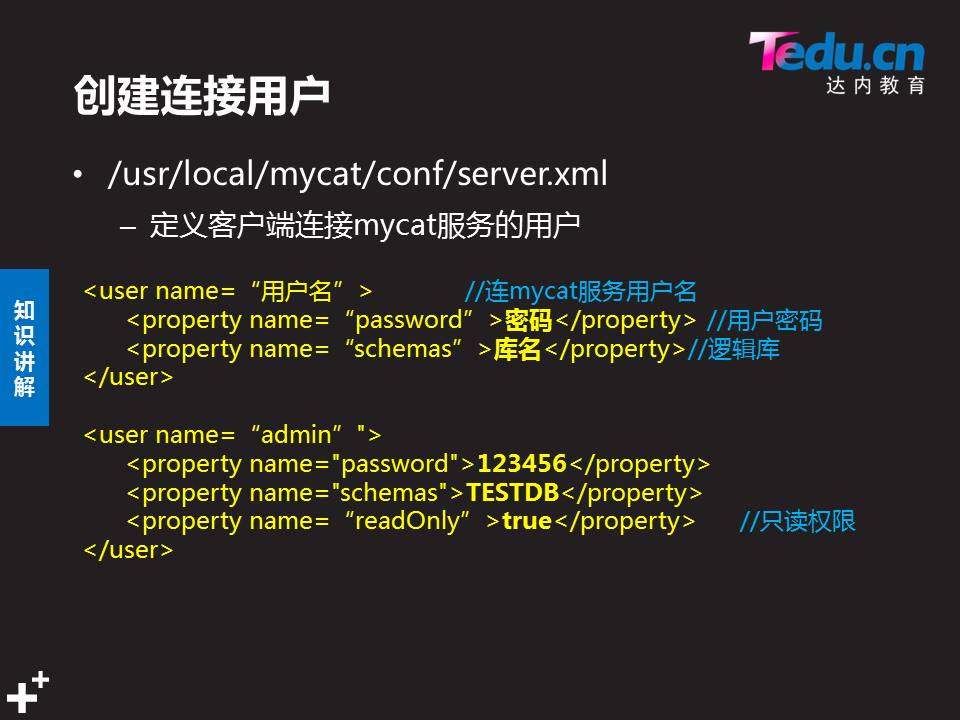 Tedu.cn
达内教育
创建连接用户
• /usr/local/mycat/conf/server.xml
– 定义客户端连接mycat服务的用户
知识讲解
<user name=“用户名”> //连mycat服务用户名
<property name=“password”>密码</property> //用户密码
<property name=“schemas”>库名</property>//逻辑库
</user>
<user name=“admin”">
<property name="password">123456</property>
<property name="schemas">TESTDB</property>
<property name=“readOnly”>true</property> //只读权限
</user>